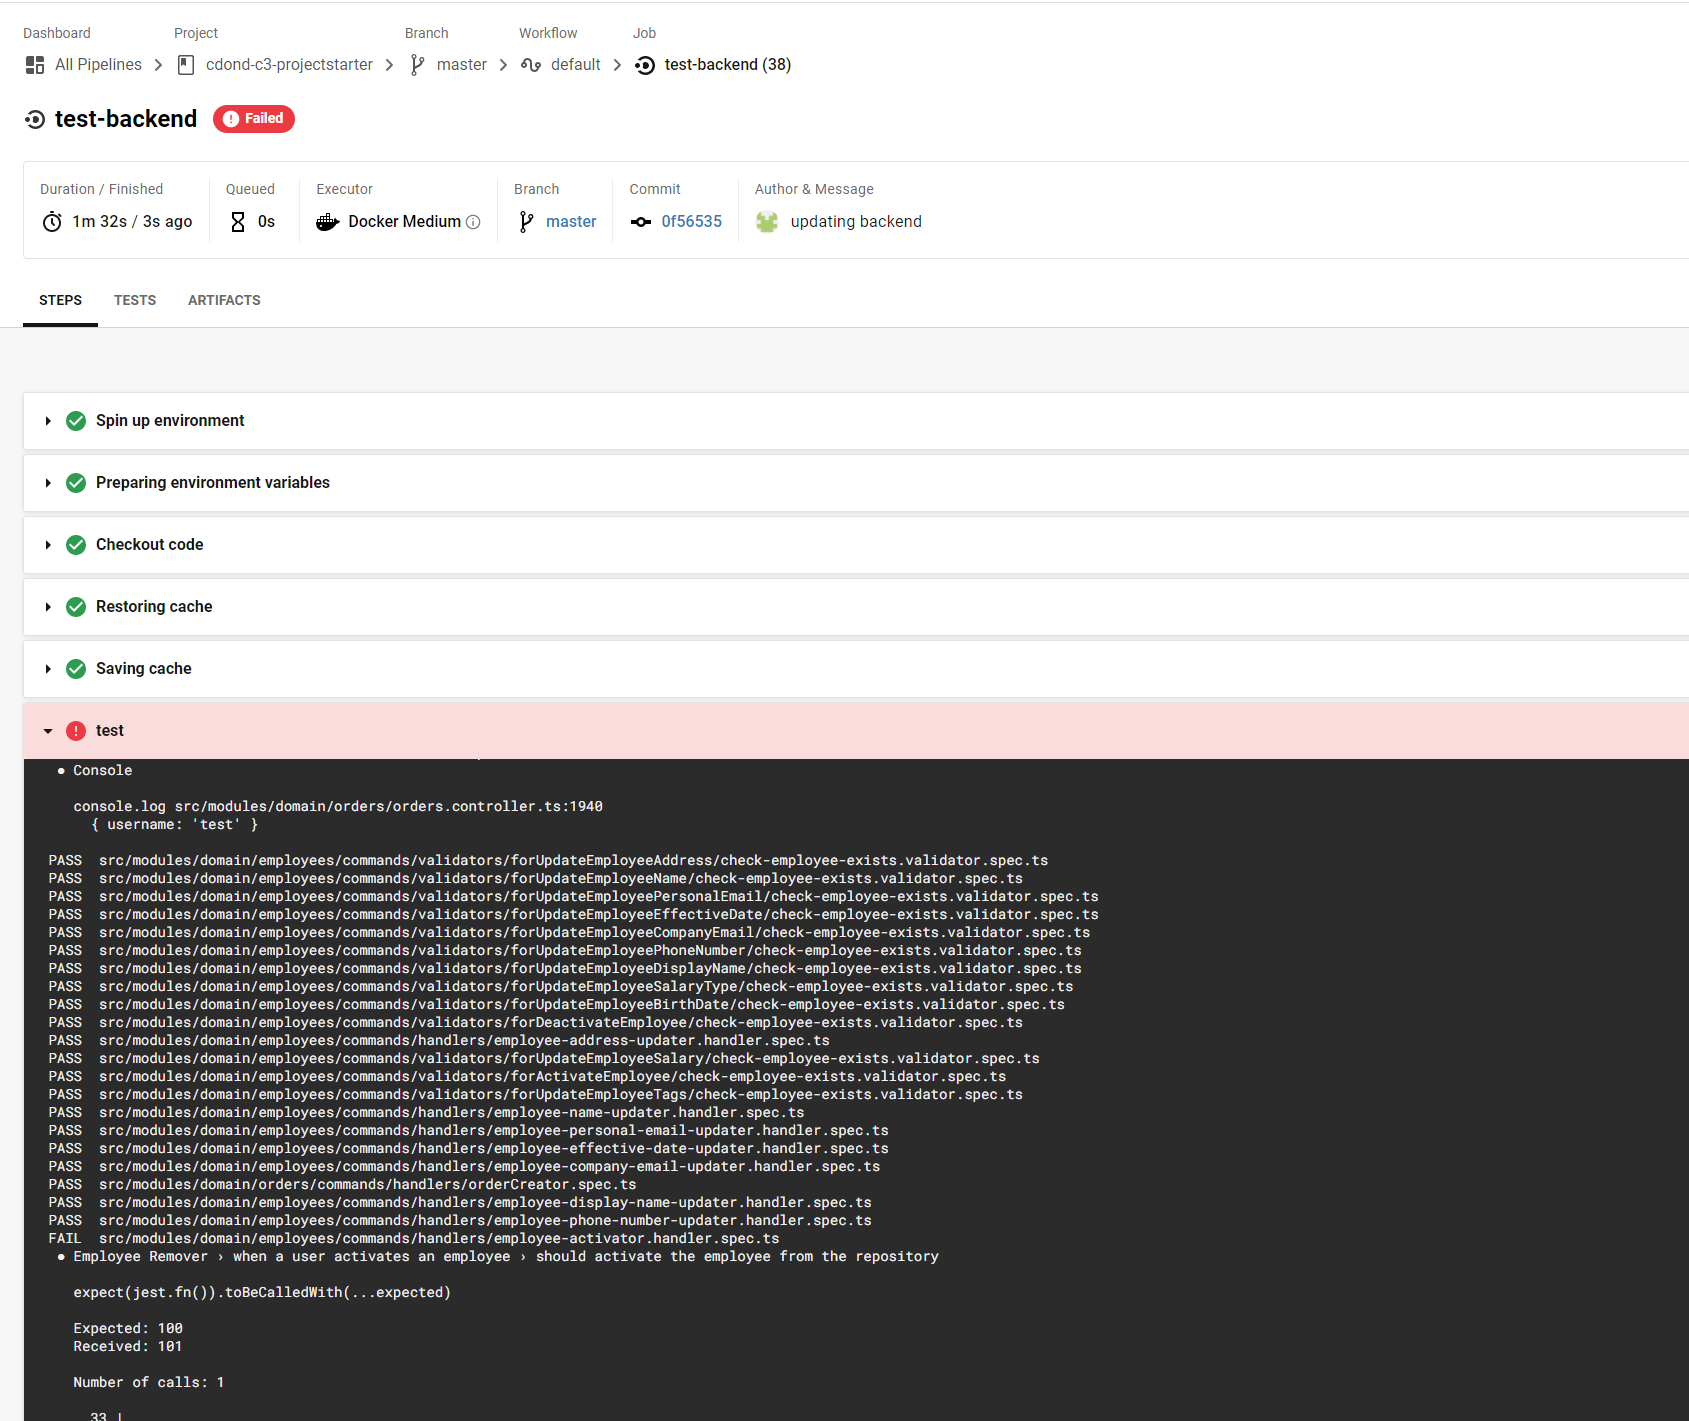 Dashboard Project Branch Workflow Job
All Pipelines cdond-c3-projectstarter master default test-backend (38)
test-backend Failed
Duration / Finished Queued Executor Branch Commit Author & Message
1m 32s / 3s ago 0s Docker Medium master 0f56535 updating backend
STEPS TESTS ARTIFACTS
Spin up environment
Preparing environment variables
Checkout code
Restoring cache
Saving cache
test
● Console
console.log src/modules/domain/orders/orders.controller.ts:1940
{ username: 'test' }
PASS src/modules/domain/employees/commands/validators/forUpdateEmployeeAddress/check-employee-exists.validator.spec.ts
PASS src/modules/domain/employees/commands/validators/forUpdateEmployeeName/check-employee-exists.validator.spec.ts
PASS src/modules/domain/employees/commands/validators/forUpdateEmployeePersonalEmail/check-employee-exists.validator.spec.ts
PASS src/modules/domain/employees/commands/validators/forUpdateEmployeeEffectiveDate/check-employee-exists.validator.spec.ts
PASS src/modules/domain/employees/commands/validators/forUpdateEmployeeCompanyEmail/check-employee-exists.validator.spec.ts
PASS src/modules/domain/employees/commands/validators/forUpdateEmployeePhoneNumber/check-employee-exists.validator.spec.ts
PASS src/modules/domain/employees/commands/validators/forUpdateEmployeeDisplayName/check-employee-exists.validator.spec.ts
PASS src/modules/domain/employees/commands/validators/forUpdateEmployeeSalaryType/check-employee-exists.validator.spec.ts
PASS src/modules/domain/employees/commands/validators/forUpdateEmployeeBirthDate/check-employee-exists.validator.spec.ts
PASS src/modules/domain/employees/commands/validators/forDeactivateEmployee/check-employee-exists.validator.spec.ts
PASS src/modules/domain/employees/commands/handlers/employee-address-updater.handler.spec.ts
PASS src/modules/domain/employees/commands/validators/forUpdateEmployeeSalary/check-employee-exists.validator.spec.ts
PASS src/modules/domain/employees/commands/validators/forActivateEmployee/check-employee-exists.validator.spec.ts
PASS src/modules/domain/employees/commands/validators/forUpdateEmployeeTags/check-employee-exists.validator.spec.ts
PASS src/modules/domain/employees/commands/handlers/employee-name-updater.handler.spec.ts
PASS src/modules/domain/employees/commands/handlers/employee-personal-email-updater.handler.spec.ts
PASS src/modules/domain/employees/commands/handlers/employee-effective-date-updater.handler.spec.ts
PASS src/modules/domain/employees/commands/handlers/employee-company-email-updater.handler.spec.ts
PASS src/modules/domain/orders/commands/handlers/orderCreator.spec.ts
PASS src/modules/domain/employees/commands/handlers/employee-display-name-updater.handler.spec.ts
PASS src/modules/domain/employees/commands/handlers/employee-phone-number-updater.handler.spec.ts
FAIL src/modules/domain/employees/commands/handlers/employee-activator.handler.spec.ts
● Employee Remover › when a user activates an employee › should activate the employee from the repository
expect(jest.fn()).toBeCalledWith(...expected)
Expected: 100
Received: 101
Number of calls: 1
33 |